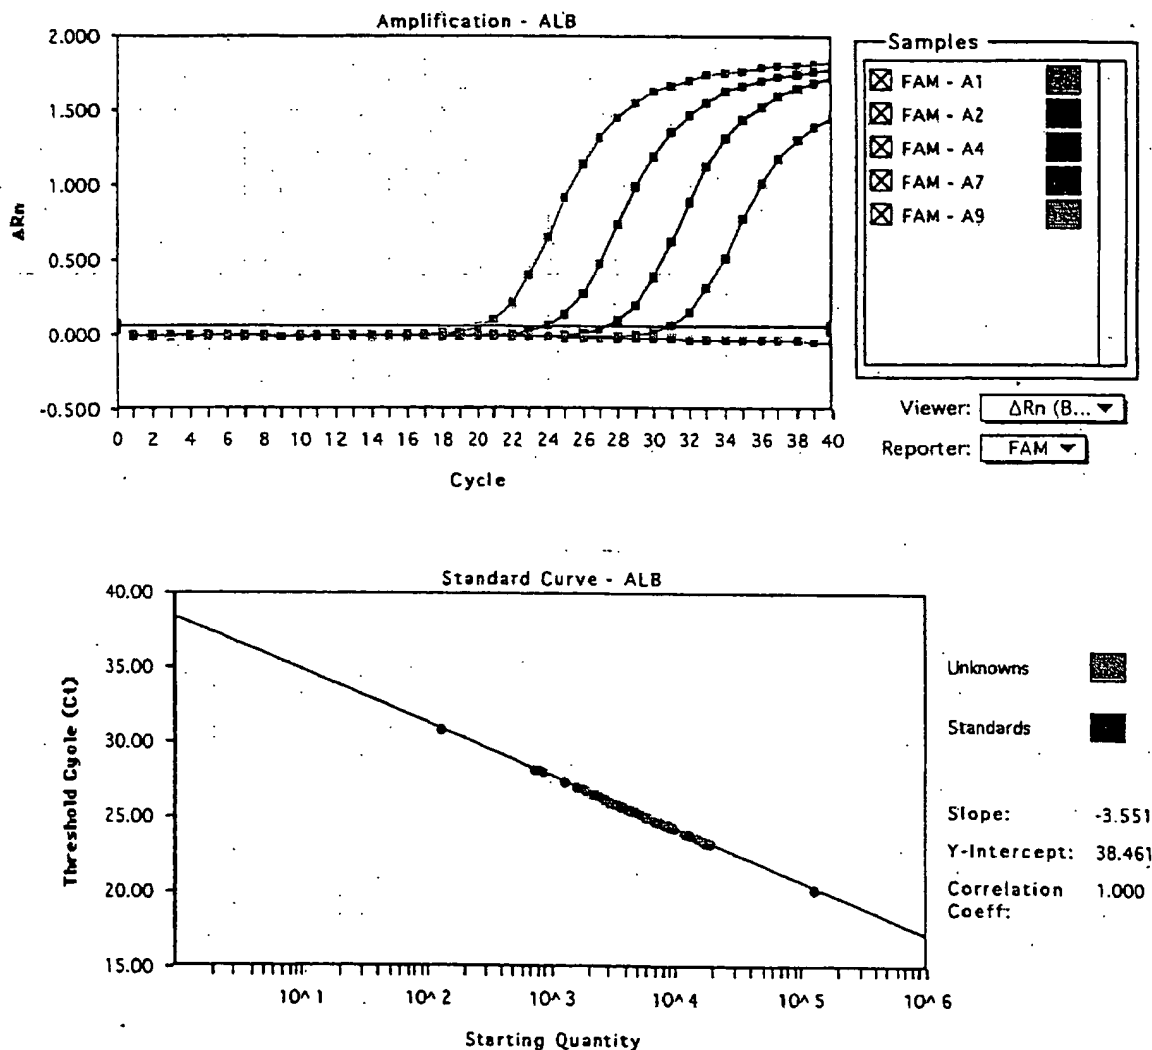 Amplification - ALB
2.000
1.500
1.000
0.500
0.000
-0.500
ΔRn
0 2 4 6 8 10 12 14 16 18 20 22 24 26 28 30 32 34 36 38 40
Cycle
Samples
FAM - A1
FAM - A2
FAM - A4
FAM - A7
FAM - A9
Viewer: ΔRn (B... ▼
Reporter: FAM ▼
Standard Curve - ALB
40.00
35.00
30.00
25.00
20.00
15.00
Threshold Cycle (Ct)
10^1 10^2 10^3 10^4 10^5 10^6
Starting Quantity
Unknowns
Standards
Slope: -3.551
Y-Intercept: 38.461
Correlation 1.000
Coeff: